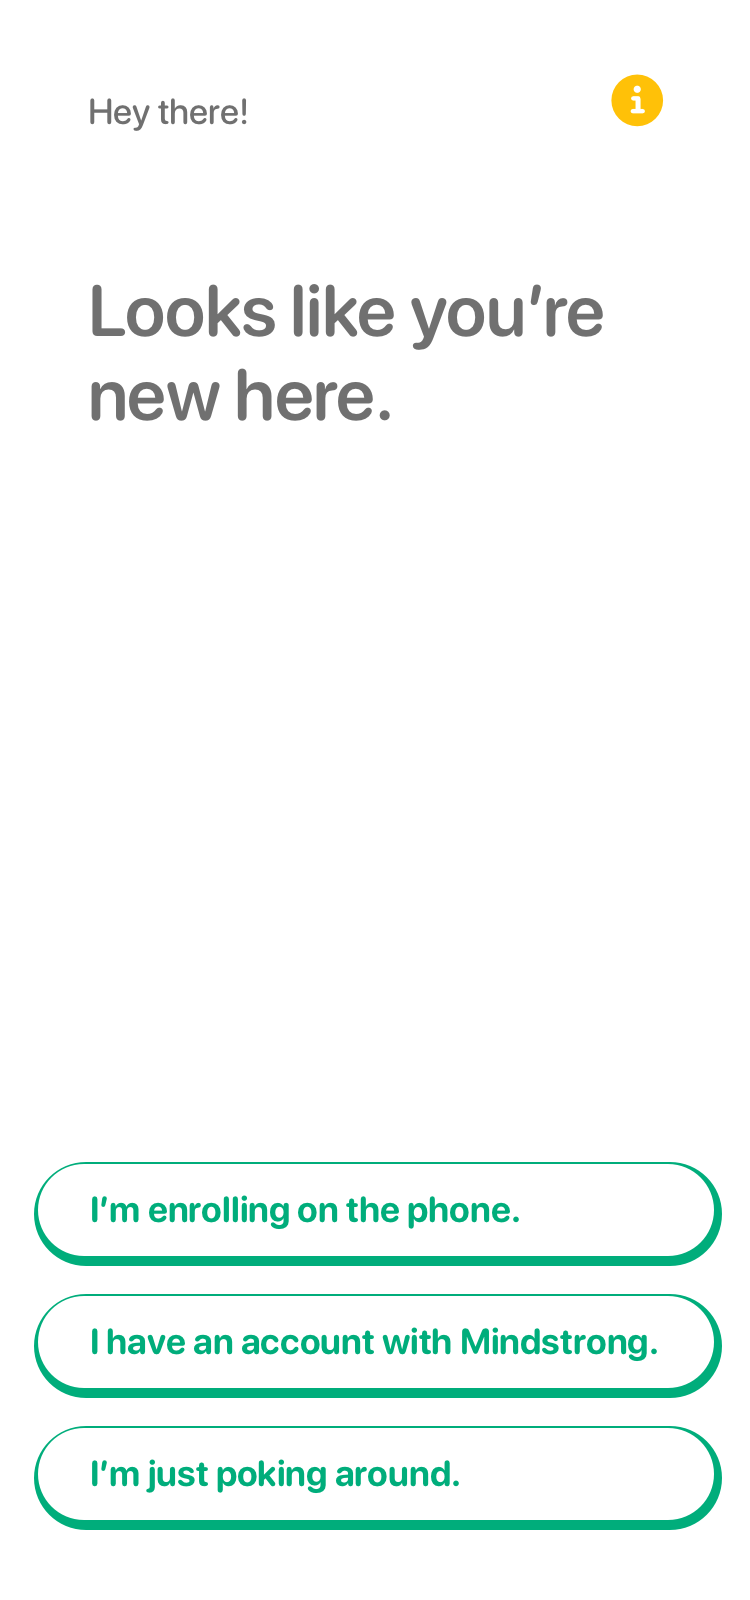 Hey there!
Looks like you’re
new here.
I’m enrolling on the phone.
I have an account with Mindstrong.
I’m just poking around.